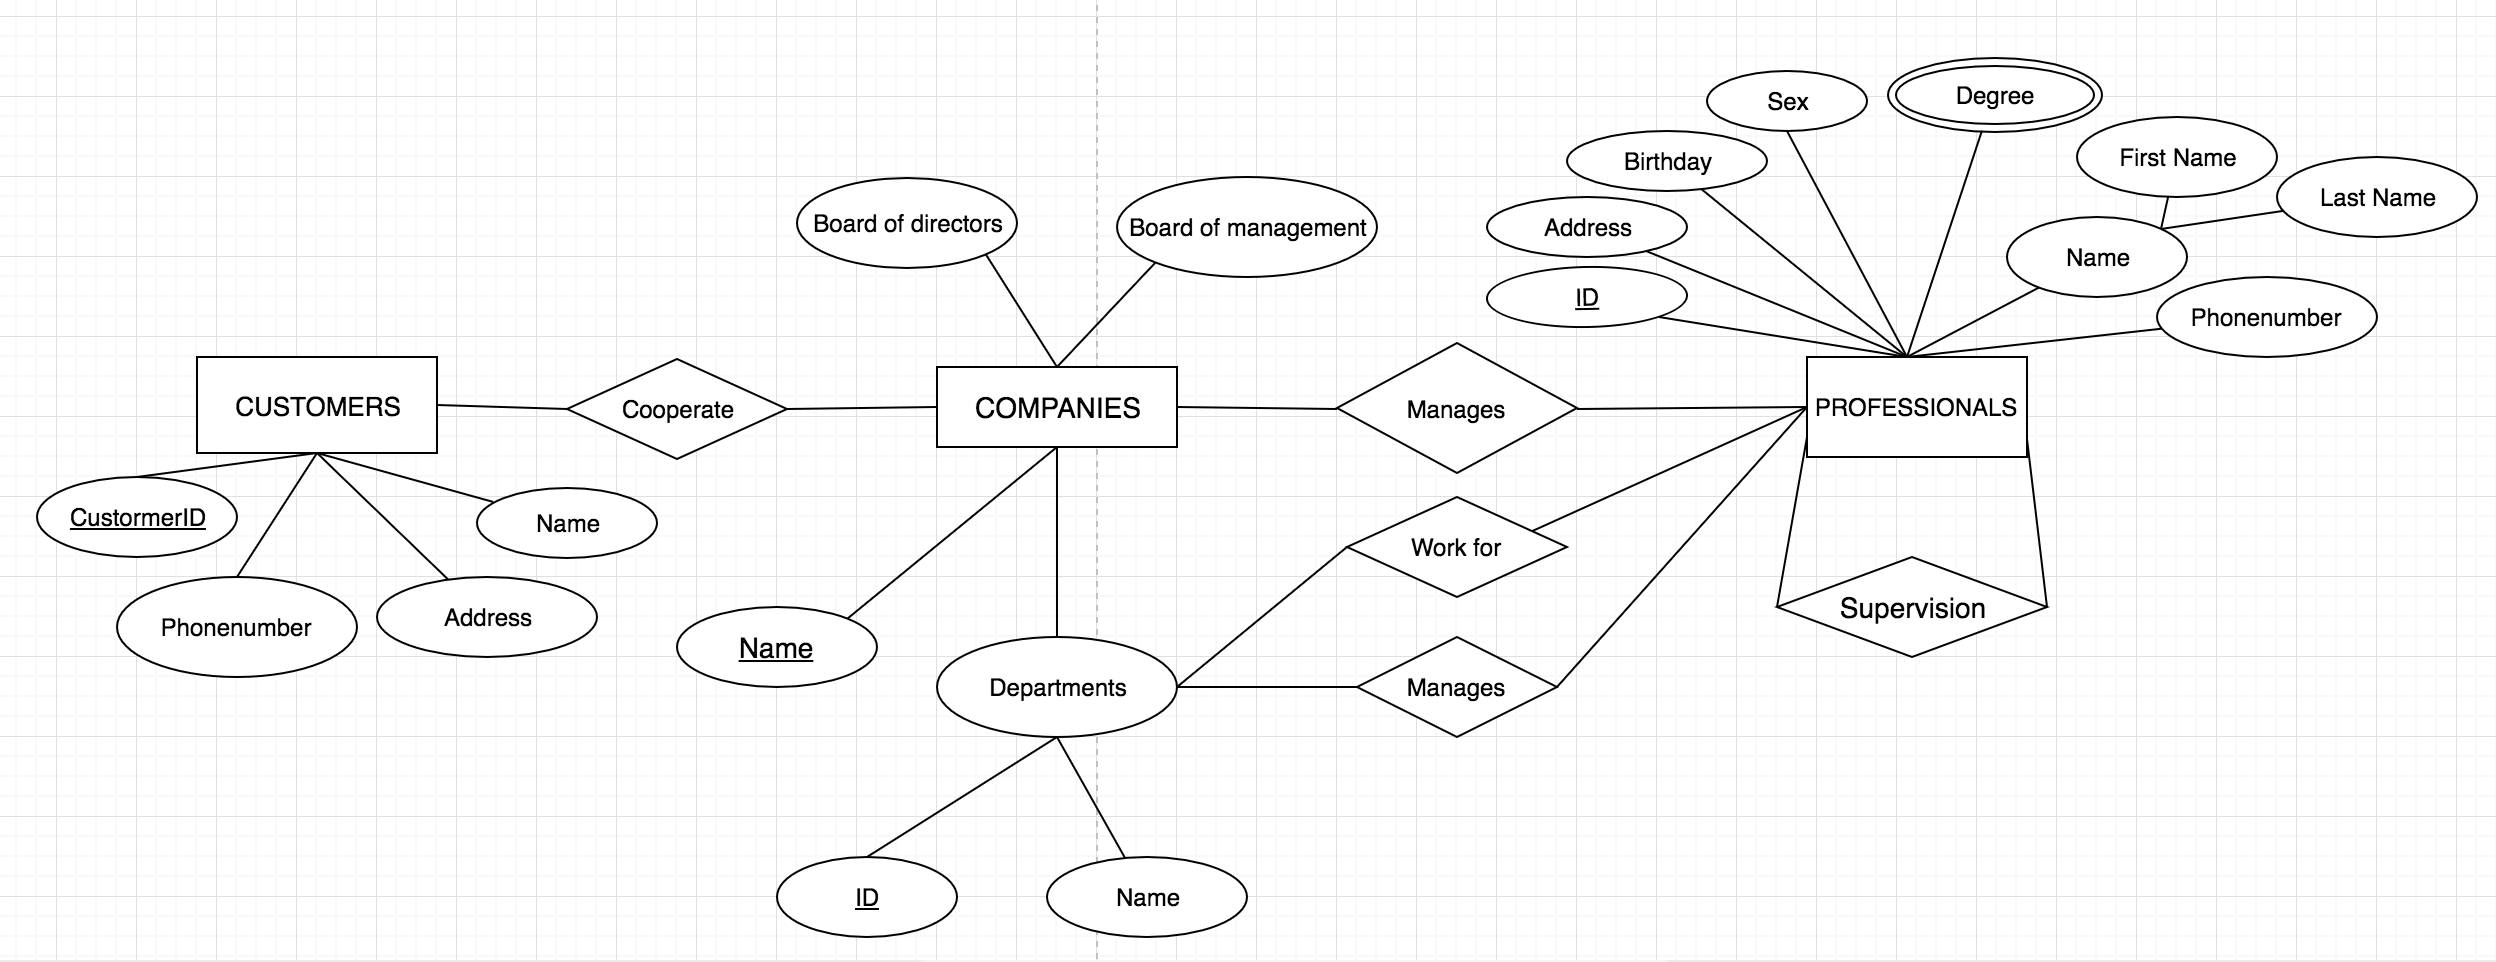 Sex
Degree
Birthday
First Name
Last Name
Address
Name
Board of directors
Board of management
ID
Phonenumber
CUSTOMERS
Cooperate
COMPANIES
Manages
PROFESSIONALS
CustormerID
Name
Work for
Phonenumber
Address
Supervision
Name
Departments
Manages
ID
Name